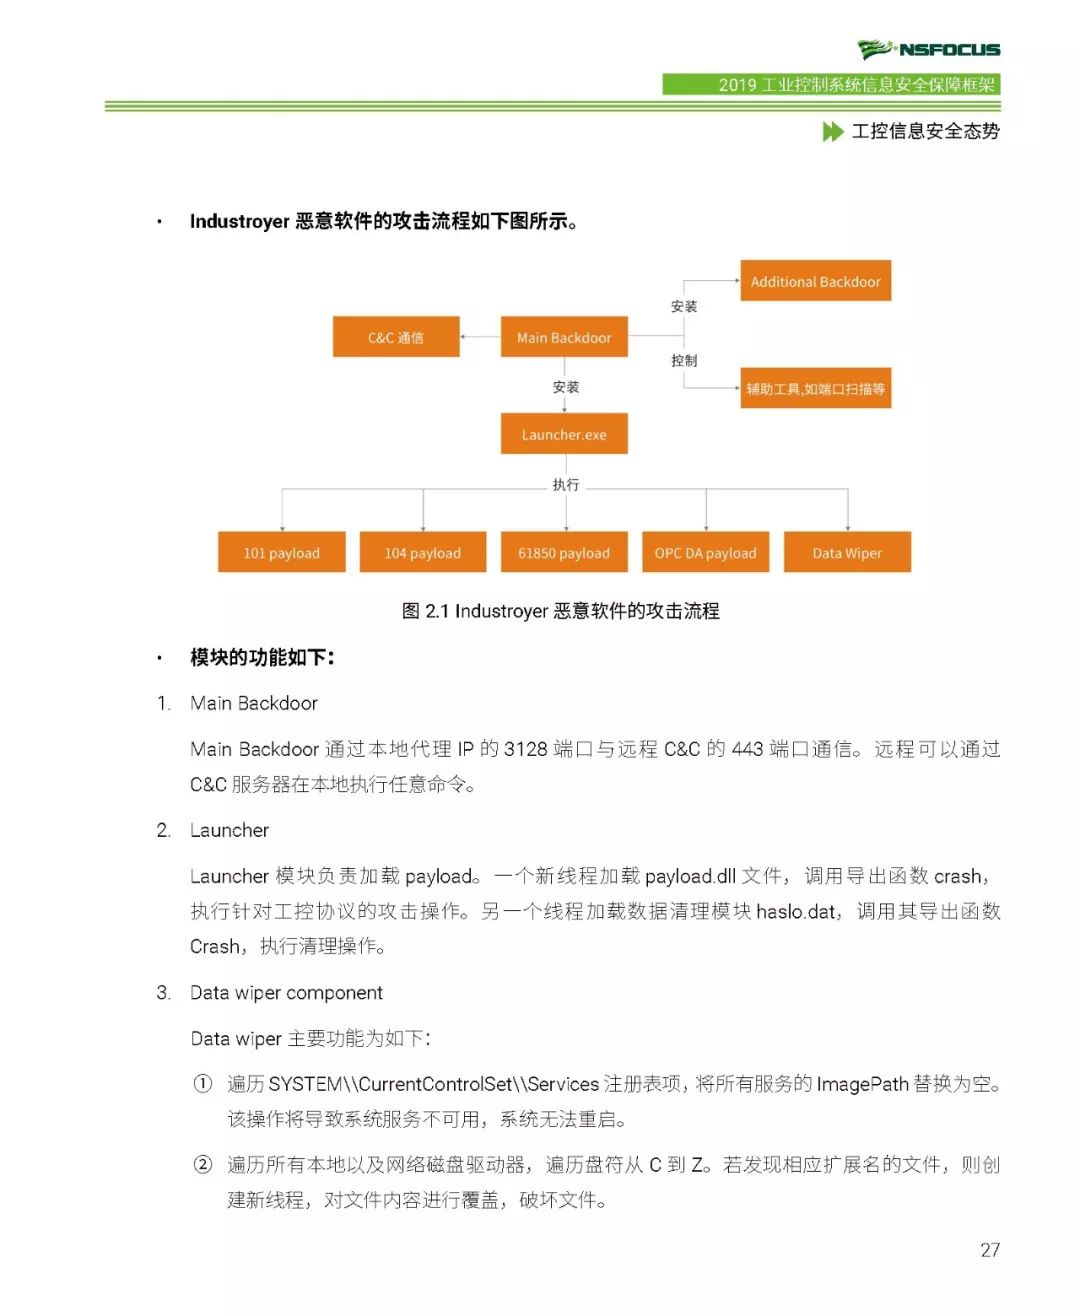 NSFOCUS
2019 工业控制系统信息安全保障框架
工控信息安全态势
· Industroyer 恶意软件的攻击流程如下图所示。
Additional Backdoor
安装
C&C 通信
Main Backdoor
控制
安装
辅助工具,如端口扫描等
Launcher.exe
执行
101 payload
104 payload
61850 payload
OPC DA payload
Data Wiper
图 2.1 Industroyer 恶意软件的攻击流程
· 模块的功能如下：
1. Main Backdoor
Main Backdoor 通过本地代理 IP 的 3128 端口与远程 C&C 的 443 端口通信。远程可以通过
C&C 服务器在本地执行任意命令。
2. Launcher
Launcher 模块负责加载 payload。一个新线程加载 payload.dll 文件，调用导出函数 crash，
执行针对工控协议的攻击操作。另一个线程加载数据清理模块 haslo.dat，调用其导出函数
Crash，执行清理操作。
3. Data wiper component
Data wiper 主要功能为如下：
① 遍历 SYSTEM\\CurrentControlSet\\Services 注册表项，将所有服务的 ImagePath 替换为空。
该操作将导致系统服务不可用，系统无法重启。
② 遍历所有本地以及网络磁盘驱动器，遍历盘符从 C 到 Z。若发现相应扩展名的文件，则创
建新线程，对文件内容进行覆盖，破坏文件。
27